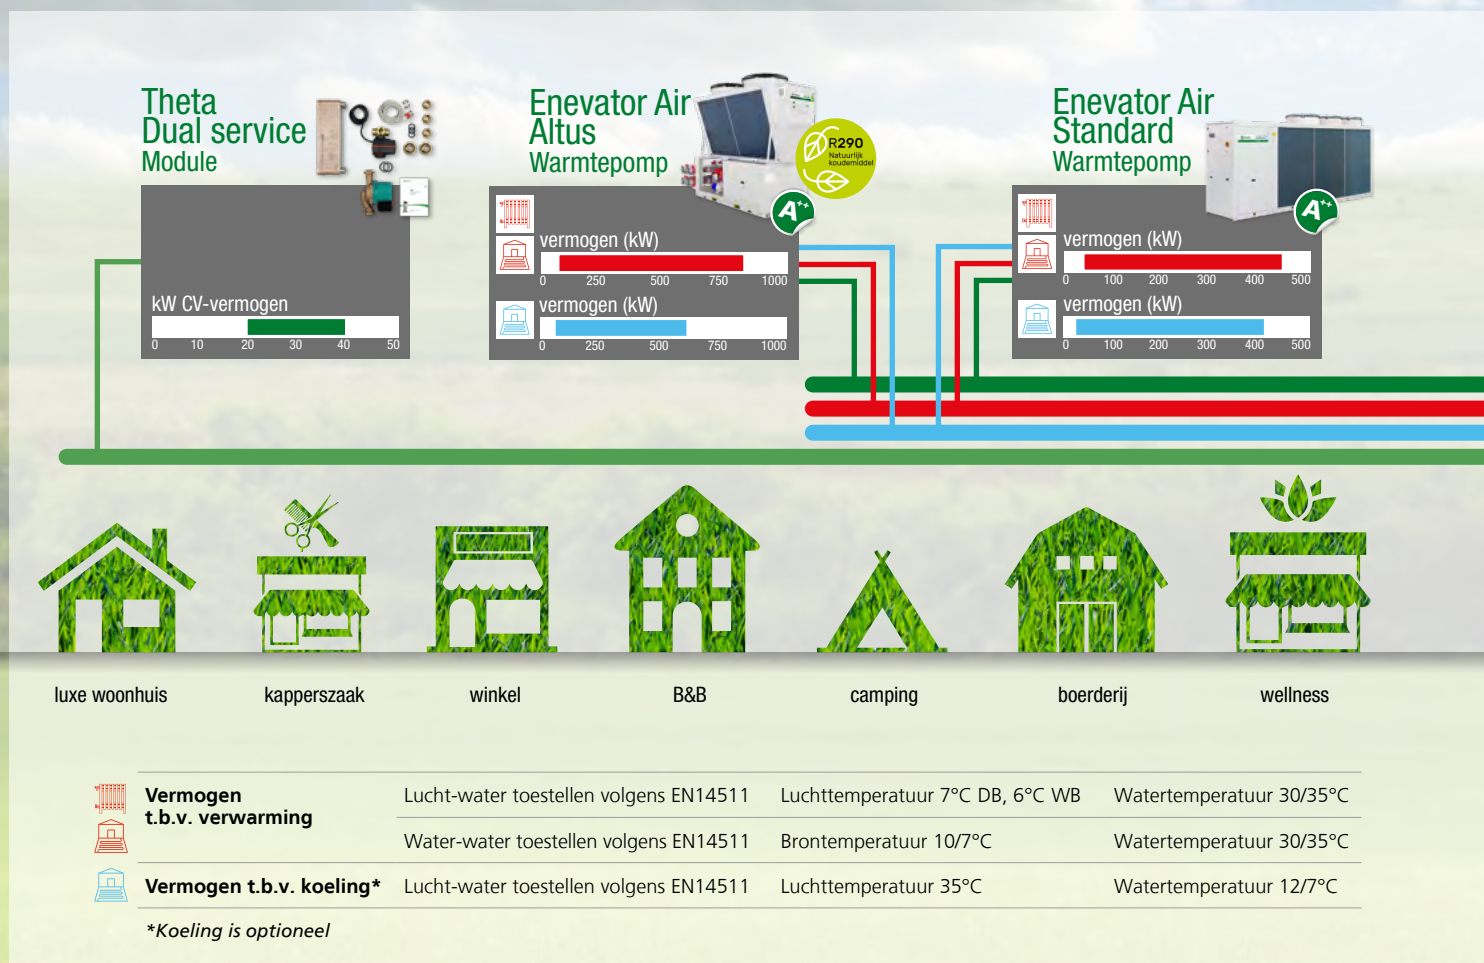 Theta
Dual service
Module
kW CV-vermogen
0 10 20 30 40 50
Enevator Air
Altus
Warmtepomp
R290
Natuurlijk
koudemiddel
A++
vermogen (kW)
0 250 500 750 1000
vermogen (kW)
0 250 500 750 1000
Enevator Air
Standard
Warmtepomp
A++
vermogen (kW)
0 100 200 300 400 500
vermogen (kW)
0 100 200 300 400 500
luxe woonhuis
kapperszaak
winkel
B&B
camping
boerderij
wellness
Vermogen
t.b.v. verwarming
Lucht-water toestellen volgens EN14511 Luchttemperatuur 7°C DB, 6°C WB Watertemperatuur 30/35°C
Water-water toestellen volgens EN14511 Brontemperatuur 10/7°C Watertemperatuur 30/35°C
Vermogen t.b.v. koeling* Lucht-water toestellen volgens EN14511 Luchttemperatuur 35°C Watertemperatuur 12/7°C
*Koeling is optioneel